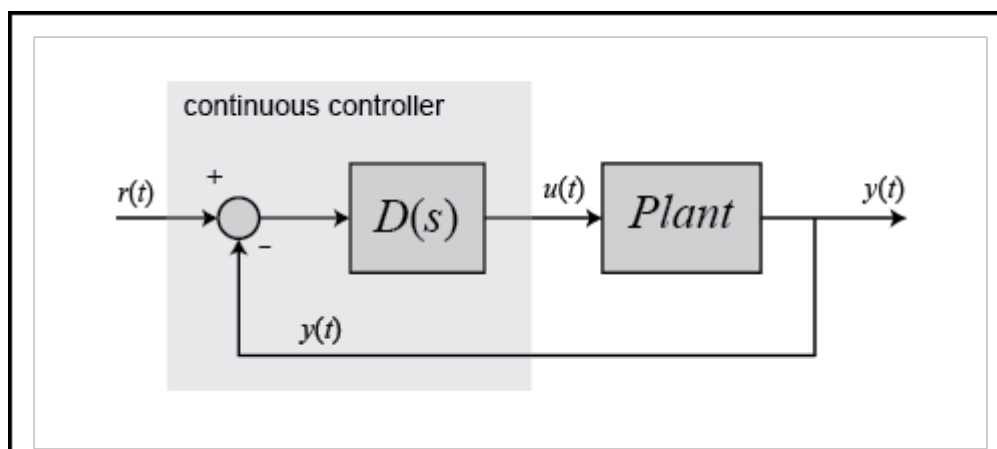 continuous controller
r(t)
+
D(s)
u(t)
Plant
y(t)
−
y(t)